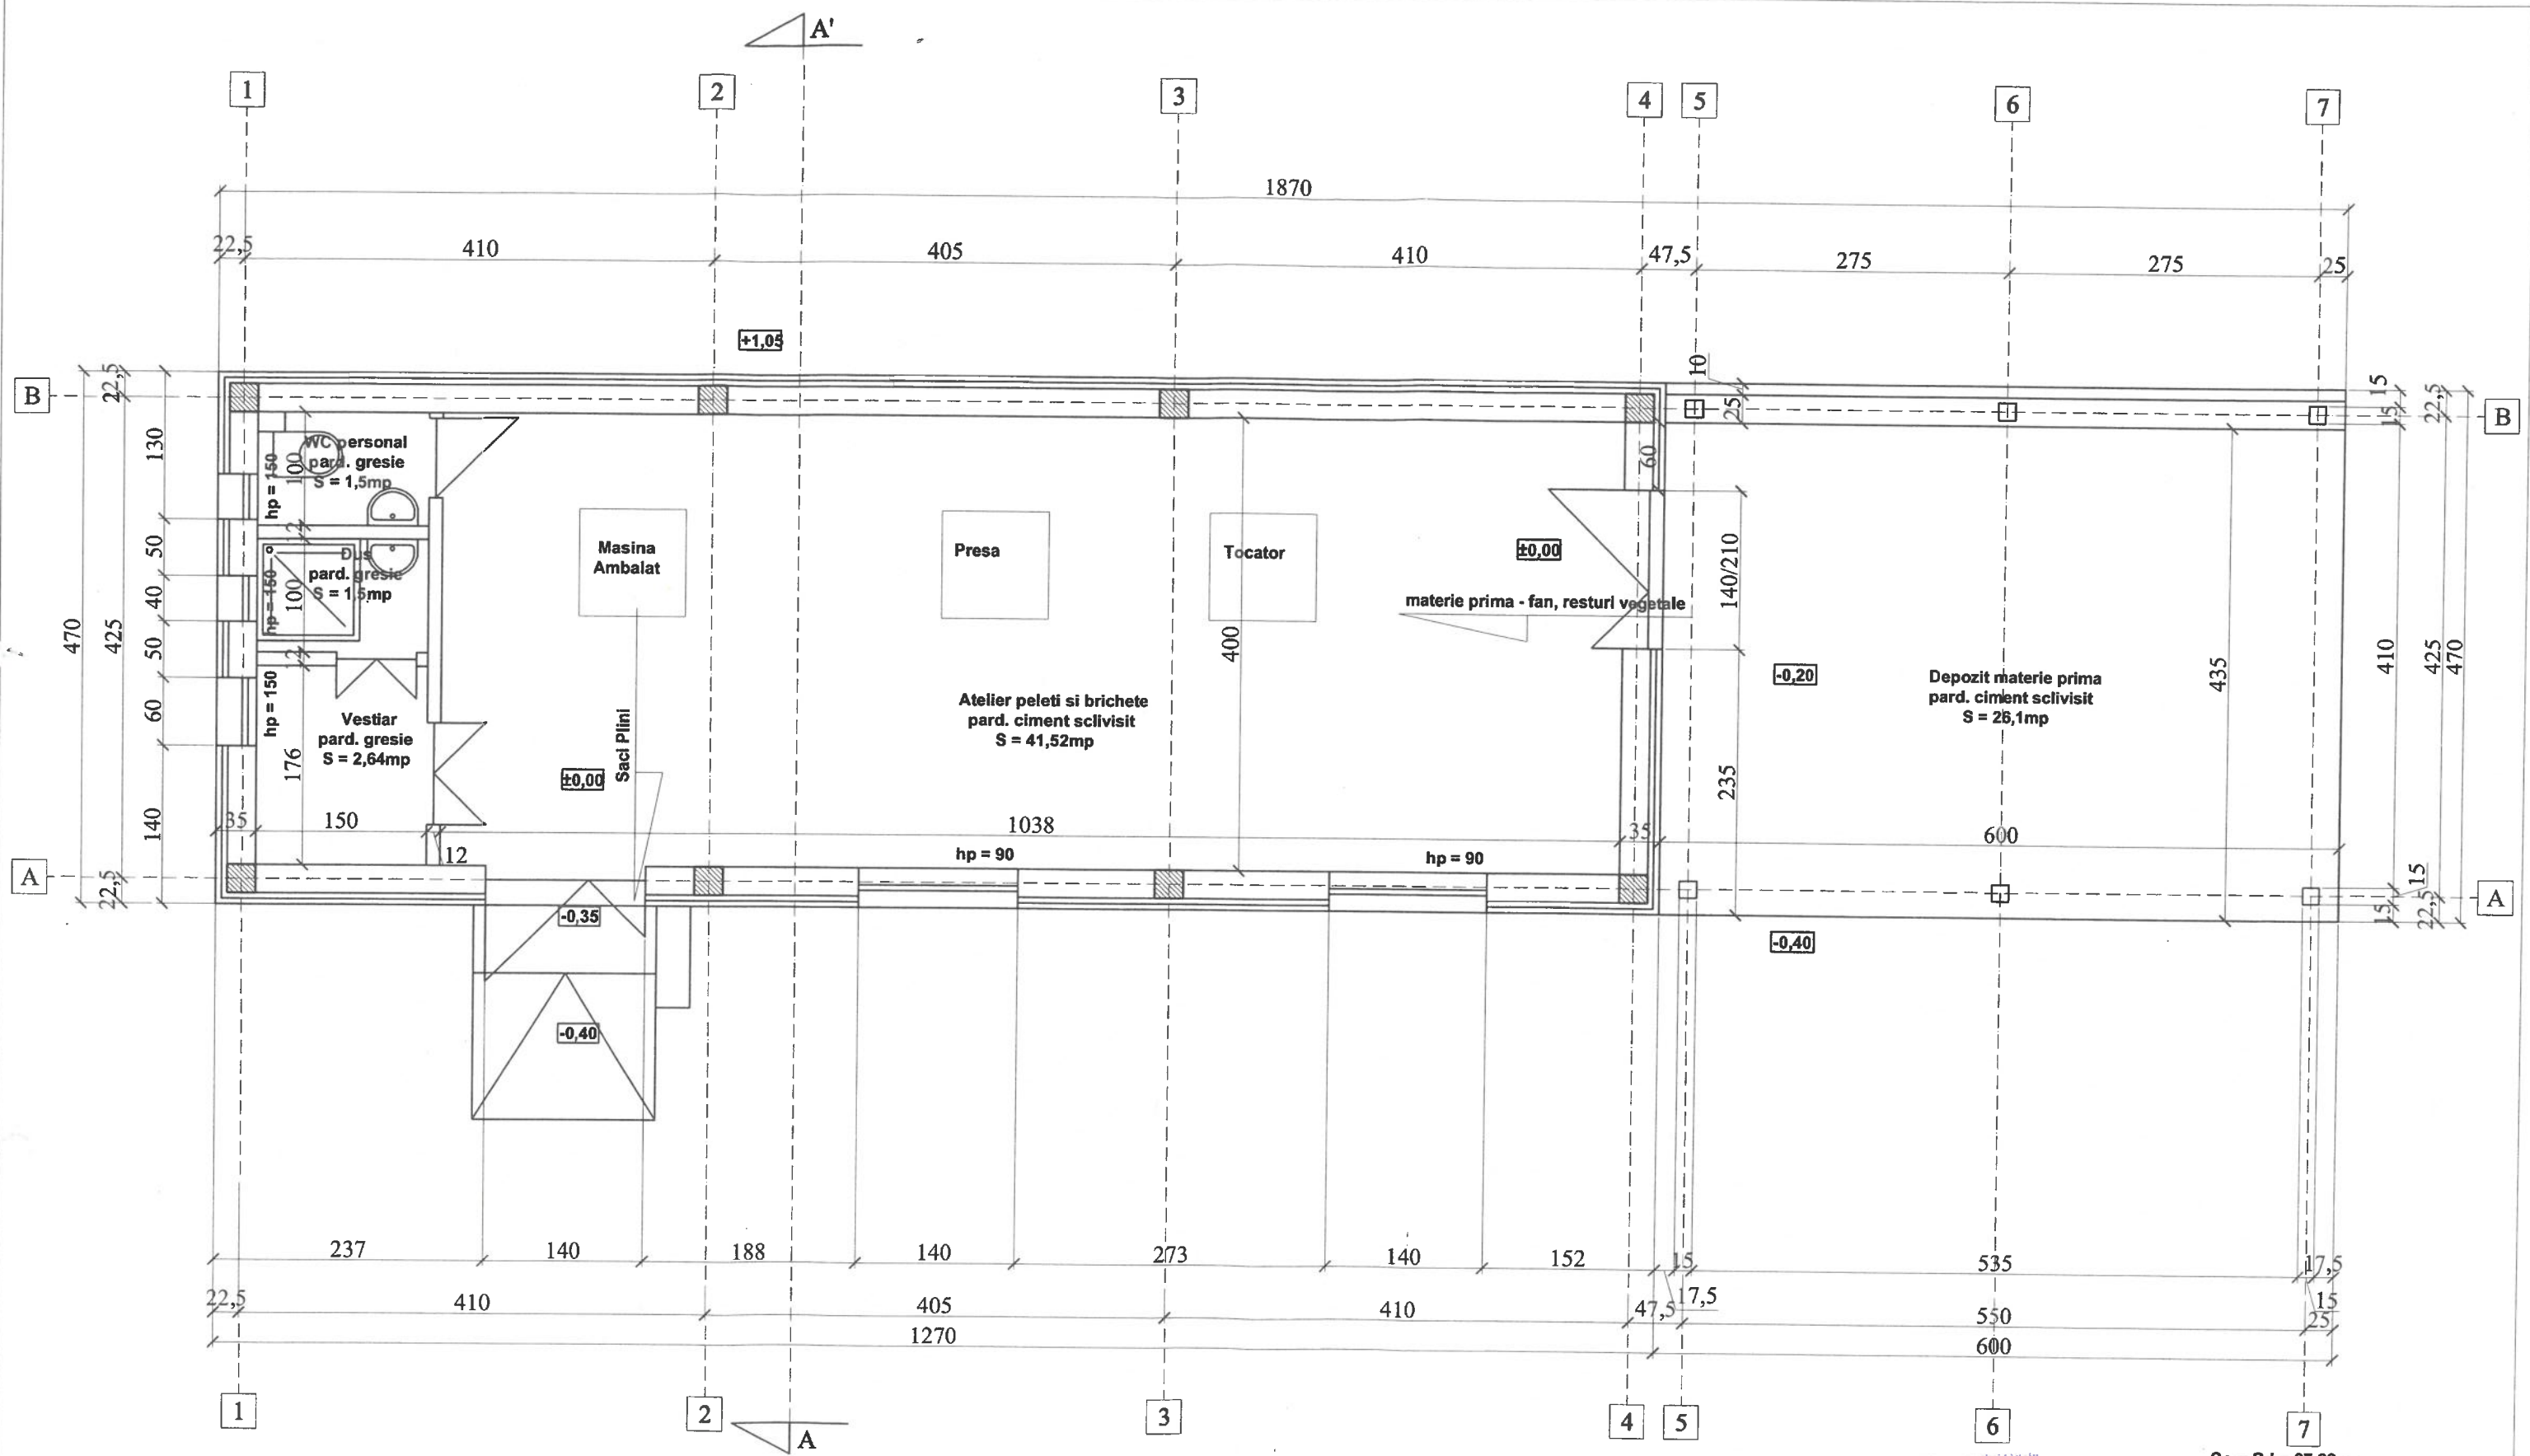 A'
1
2
3
4
5
6
7
1870
22,5
410
405
410
47,5
275
275
25
+1,05
10
25
60
B
B
22,5
130
50
40
50
60
140
22,5
470
425
15
15
22,5
410
425
470
15
15
22,5
WC personal
pard. gresie
S = 1,5mp
hp = 150
100
12
Dus
pard. gresie
S = 1,5mp
hp = 150
100
12
hp = 150
Vestiar
pard. gresie
S = 2,64mp
176
Masina
Ambalat
Presa
Tocator
±0,00
materie prima - fan, resturi vegetale
140/210
400
435
-0,20
Depozit materie prima
pard. ciment sclivisit
S = 26,1mp
Atelier peleti si brichete
pard. ciment sclivisit
S = 41,52mp
Saci Plini
±0,00
235
35
150
12
1038
35
600
hp = 90
hp = 90
A
A
-0,35
-0,40
-0,40
237
140
188
140
273
140
152
15
535
17,5
22,5
410
405
410
47,5
17,5
550
15
25
1270
600
1
2
3
4
5
6
7
A